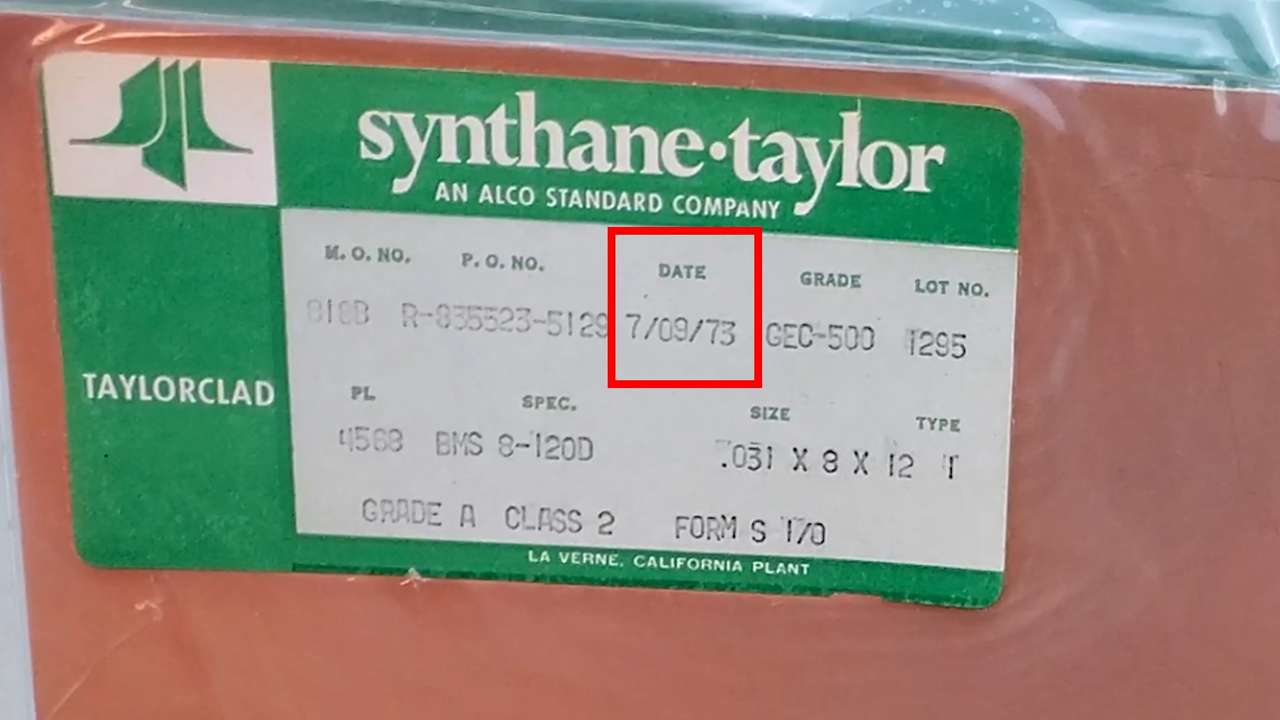 synthane·taylor
AN ALCO STANDARD COMPANY
M.O. NO. P.O. NO. DATE GRADE LOT NO.
818B R-835523-5129 7/09/73 GEC-500 1295
TAYLORCLAD
PL SPEC. SIZE TYPE
4568 BMS 8-120D .031 X 8 X 12 1
GRADE A CLASS 2 FORM S 1/0
LA VERNE, CALIFORNIA PLANT